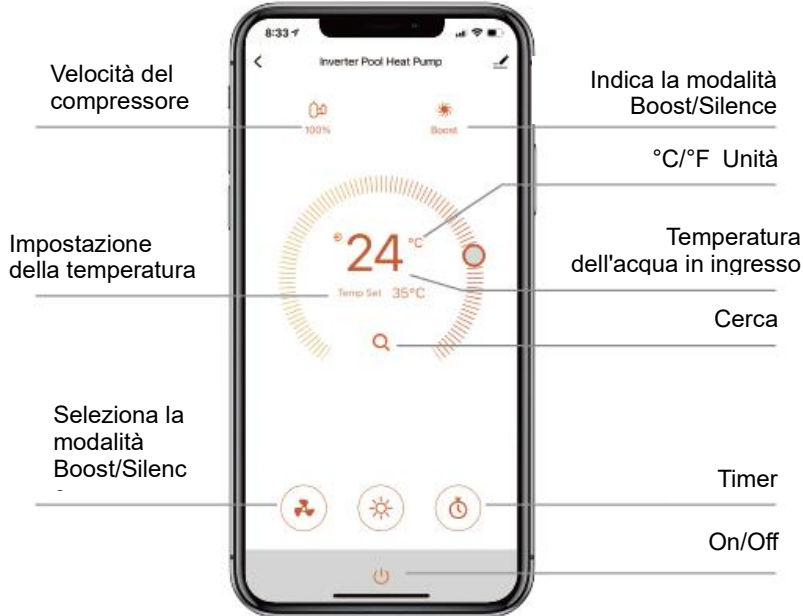 8:33
Inverter Pool Heat Pump
Velocità del
compressore
Indica la modalità
Boost/Silence
100%
Boost
°C/°F Unità
Impostazione
della temperatura
24 °C
Temperatura
dell'acqua in ingresso
Temp Set 35°C
Cerca
Seleziona la
modalità
Boost/Silenc
Timer
On/Off